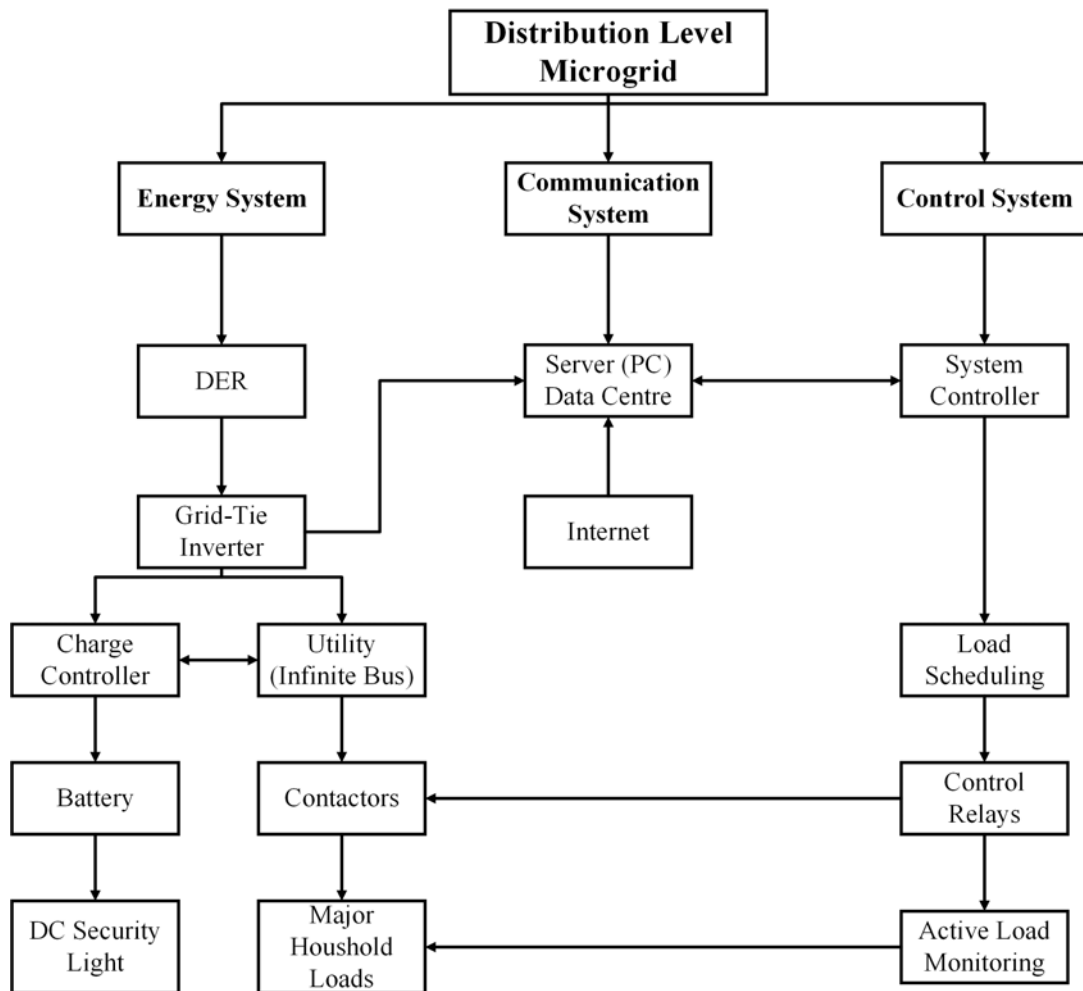 Distribution Level
Microgrid
Energy System
Communication
System
Control System
DER
Server (PC)
Data Centre
System
Controller
Grid-Tie
Inverter
Internet
Charge
Controller
Utility
(Infinite Bus)
Load
Scheduling
Battery
Contactors
Control
Relays
DC Security
Light
Major
Houshold
Loads
Active Load
Monitoring